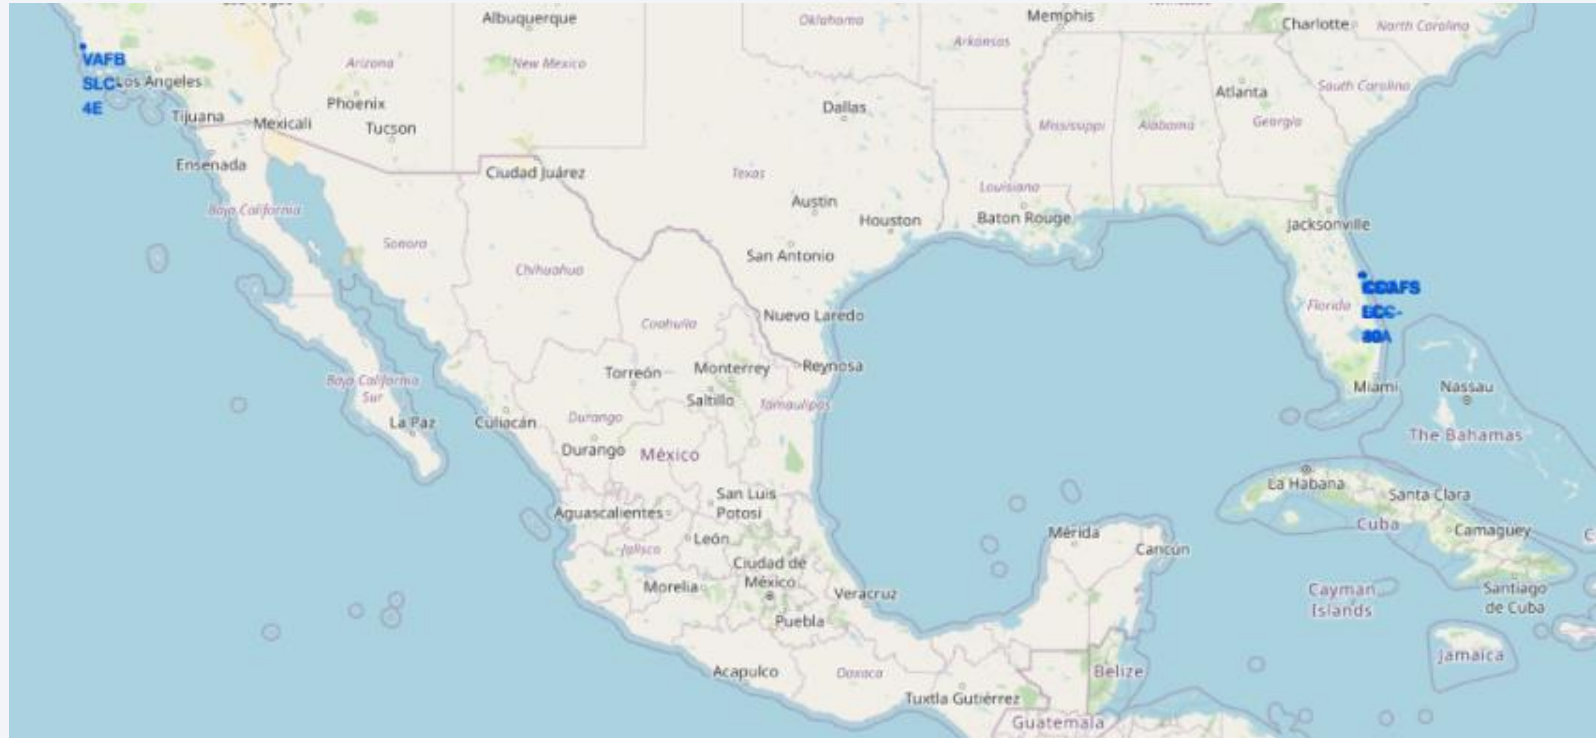 Albuquerque
Oklahoma
Memphis
Charlotte
North Carolina
Arkansas
VAFB
SLC-
4E
Los Angeles
Arizona
New Mexico
Phoenix
Tucson
Dallas
Atlanta
South Carolina
Tijuana
Mexicali
Mississippi
Alabama
Georgia
Ensenada
Ciudad Juárez
Texas
Louisiana
Baja California
Austin
Houston
Baton Rouge
Jacksonville
Sonora
Chihuahua
San Antonio
Florida
Coahuila
Nuevo Laredo
Torreón
Monterrey
Reynosa
Baja California
Sur
Saltillo
Tamaulipas
Miami
Nassau
La Paz
Culiacán
Durango
Durango
México
The Bahamas
San Luis
Potosí
La Habana
Santa Clara
Aguascalientes
Cuba
Camagüey
León
Jalisco
Mérida
Cancún
Ciudad de
México
Morelia
Veracruz
Cayman
Islands
Santiago
de Cuba
Puebla
Acapulco
Oaxaca
Tuxtla Gutiérrez
Belize
Jamaica
Guatemala